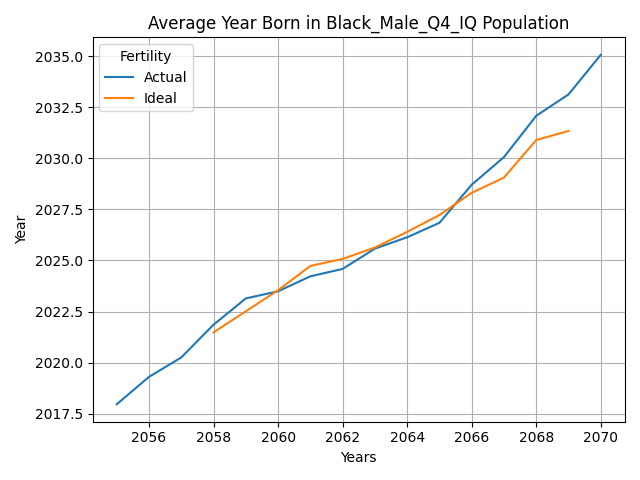 Average Year Born in Black_Male_Q4_IQ Population
Fertility
Actual
Ideal
2035.0
2032.5
2030.0
2027.5
2025.0
2022.5
2020.0
2017.5
Year
2056 2058 2060 2062 2064 2066 2068 2070
Years